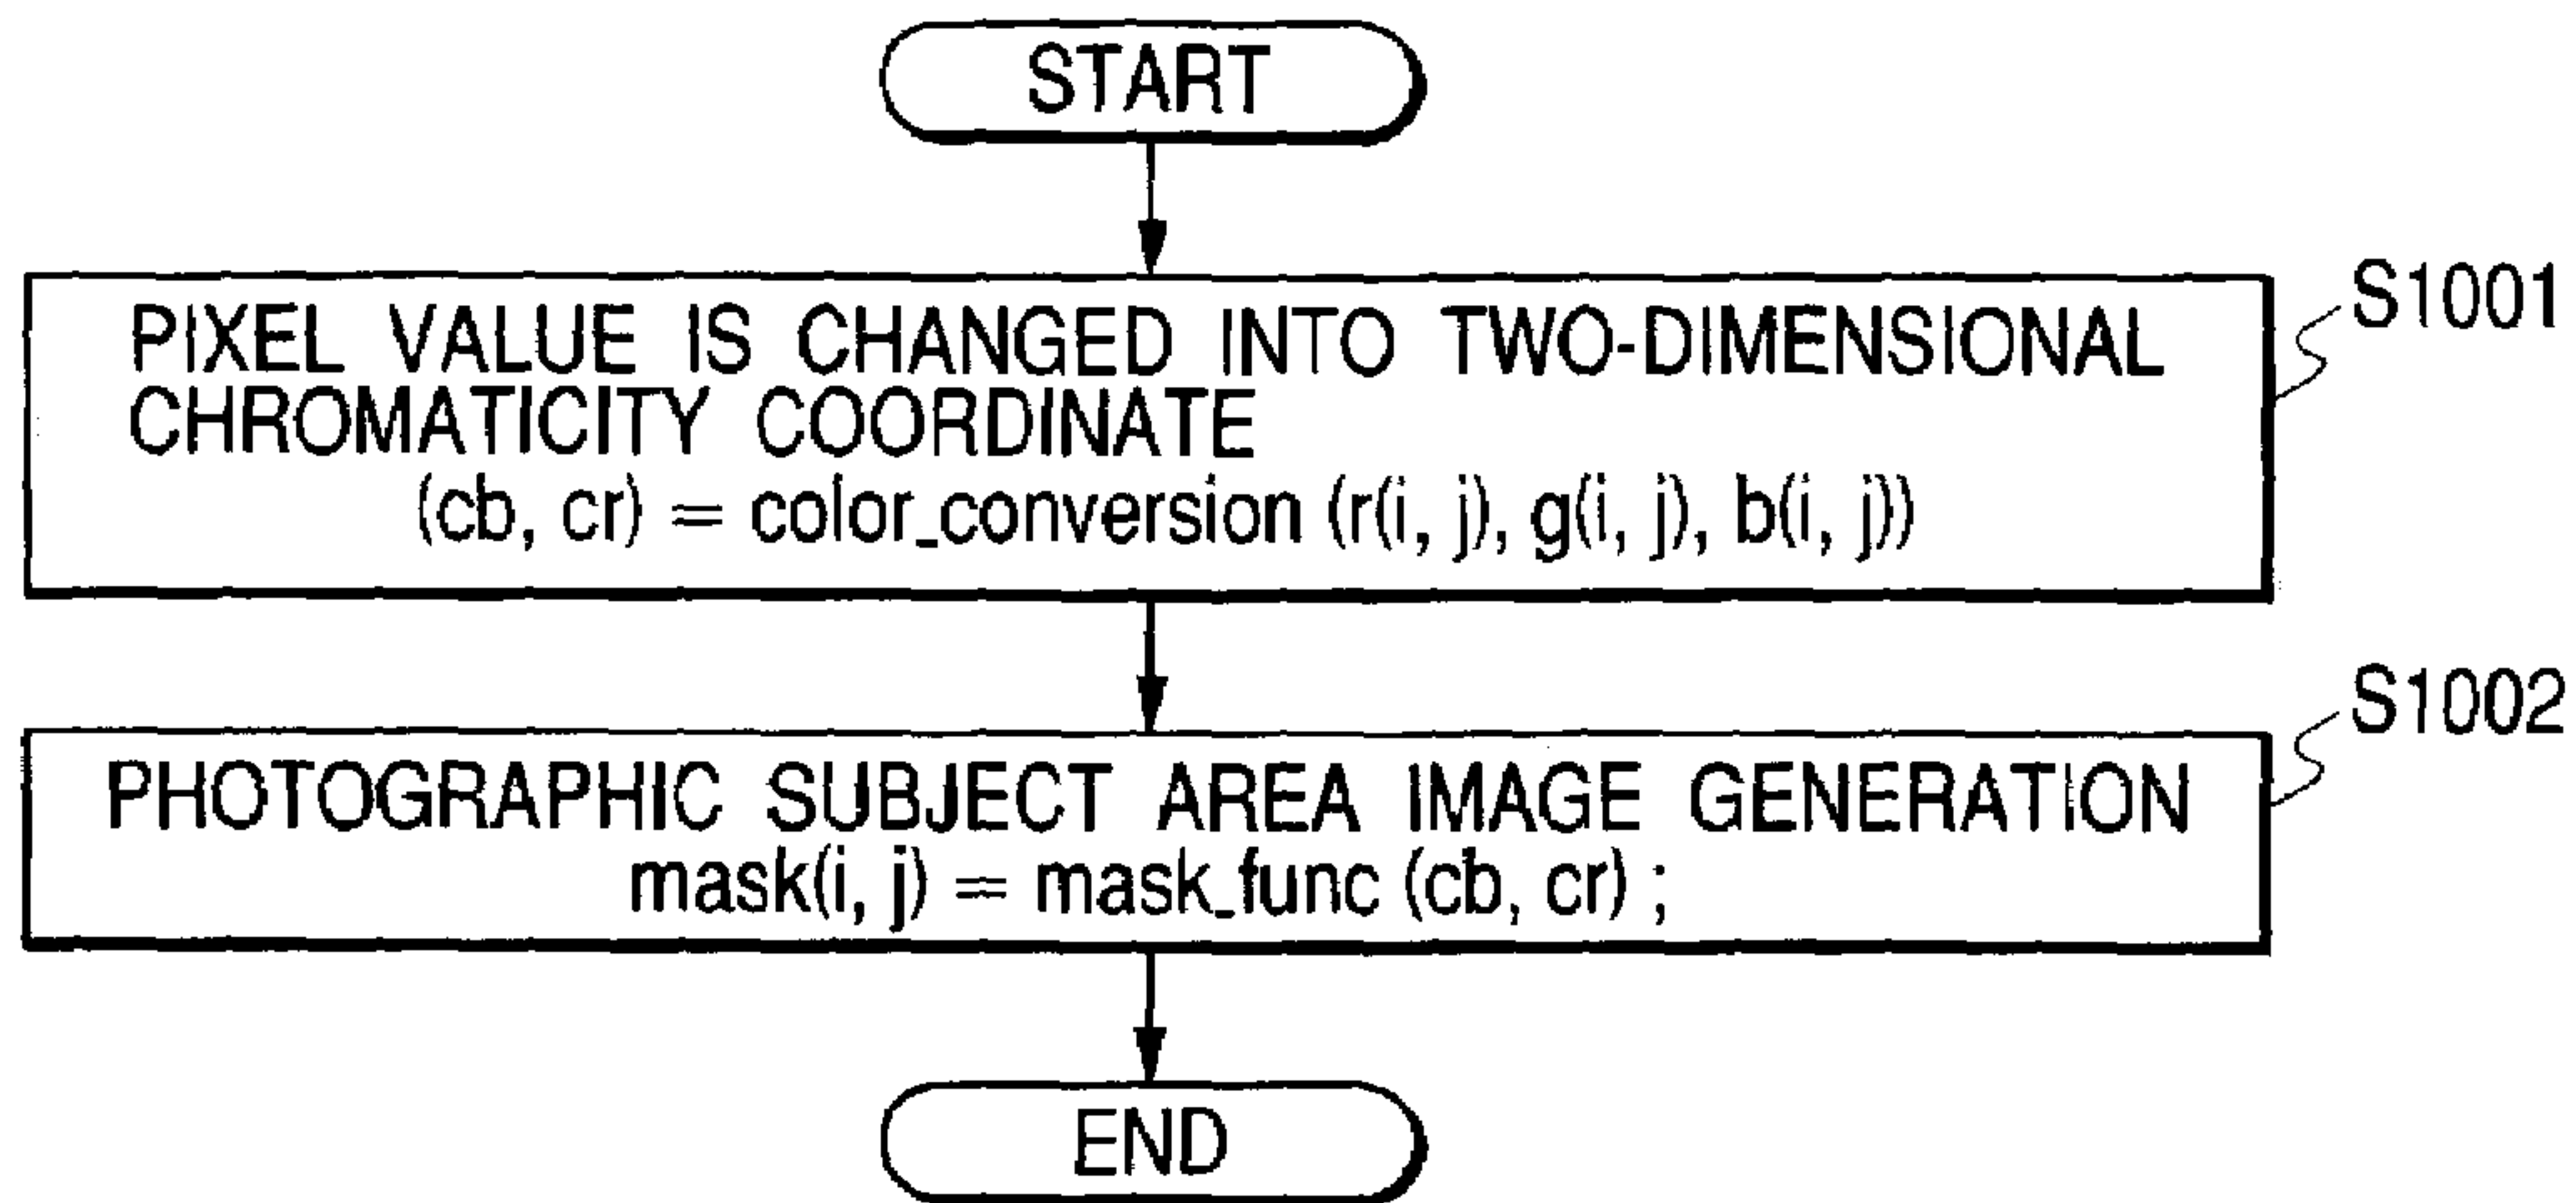 START
PIXEL VALUE IS CHANGED INTO TWO-DIMENSIONAL
CHROMATICITY COORDINATE
(cb, cr) = color_conversion (r(i, j), g(i, j), b(i, j))
S1001
PHOTOGRAPHIC SUBJECT AREA IMAGE GENERATION
mask(i, j) = mask_func (cb, cr) ;
S1002
END